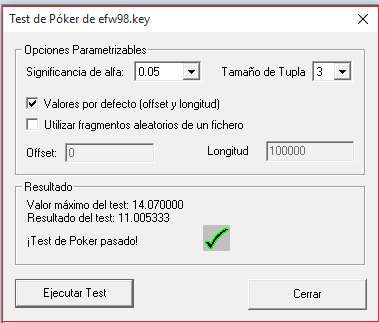 Test de Póker de efw98.key
Opciones Parametrizables
Significancia de alfa: 0.05 Tamaño de Tupla 3
Valores por defecto (offset y longitud)
Utilizar fragmentos aleatorios de un fichero
Offset: 0 Longitud 100000
Resultado
Valor máximo del test: 14.070000
Resultado del test: 11.005333
¡Test de Poker pasado!
Ejecutar Test Cerrar